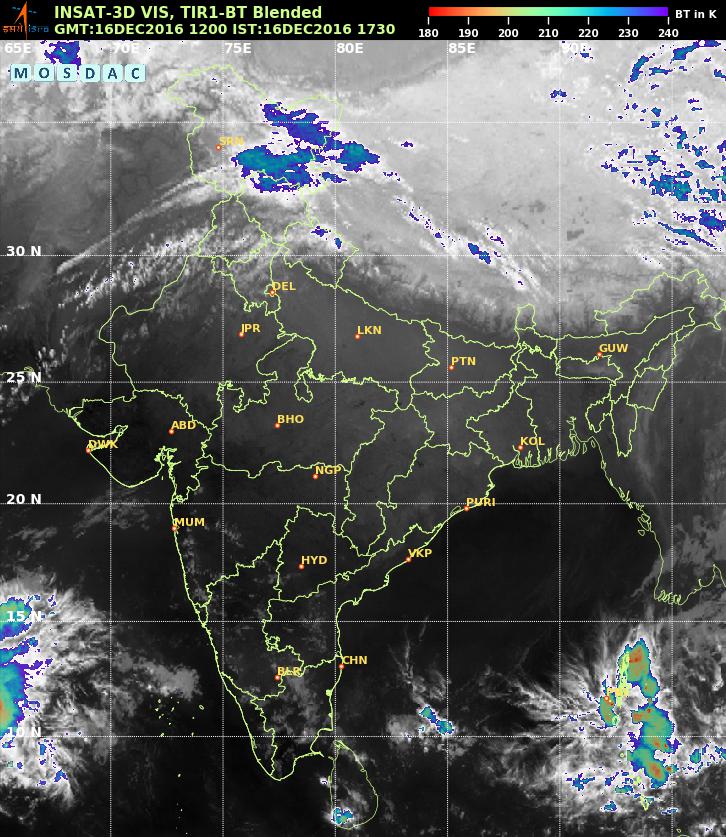 INSAT-3D VIS, TIR1-BT Blended
GMT:16DEC2016 1200 IST:16DEC2016 1730
BT in K
180 190 200 210 220 230 240
65E 70E 75E 80E 85E 90E
M O S D A C
SRN
30 N
DEL
JPR LKN
GUW
PTN
25 N
ABD BHO
DWK KOL
NGP
20 N PURI
MUM
VKP
HYD
15 N
CHN
BLR
10 N